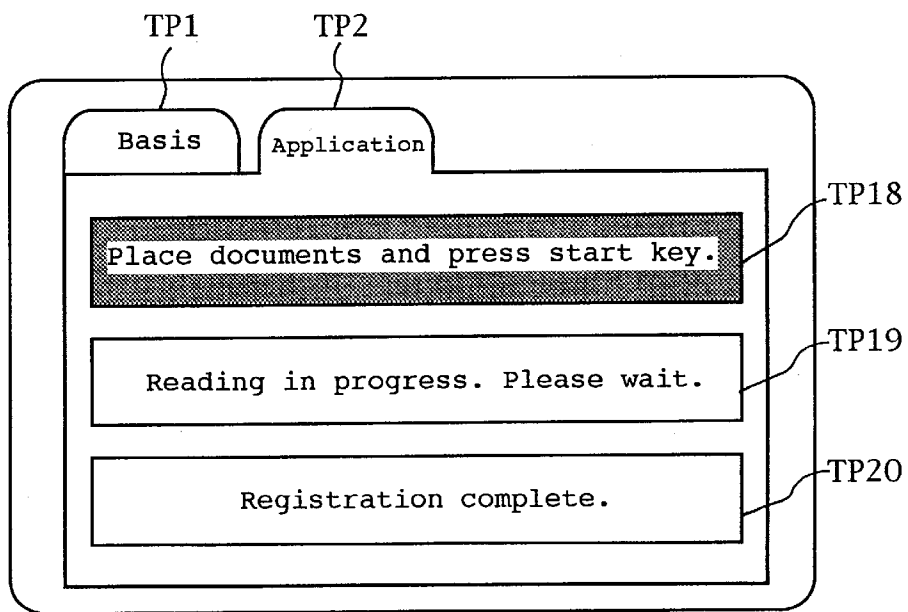 TP1 TP2
Basis Application
TP18
Place documents and press start key.
TP19
Reading in progress. Please wait.
TP20
Registration complete.